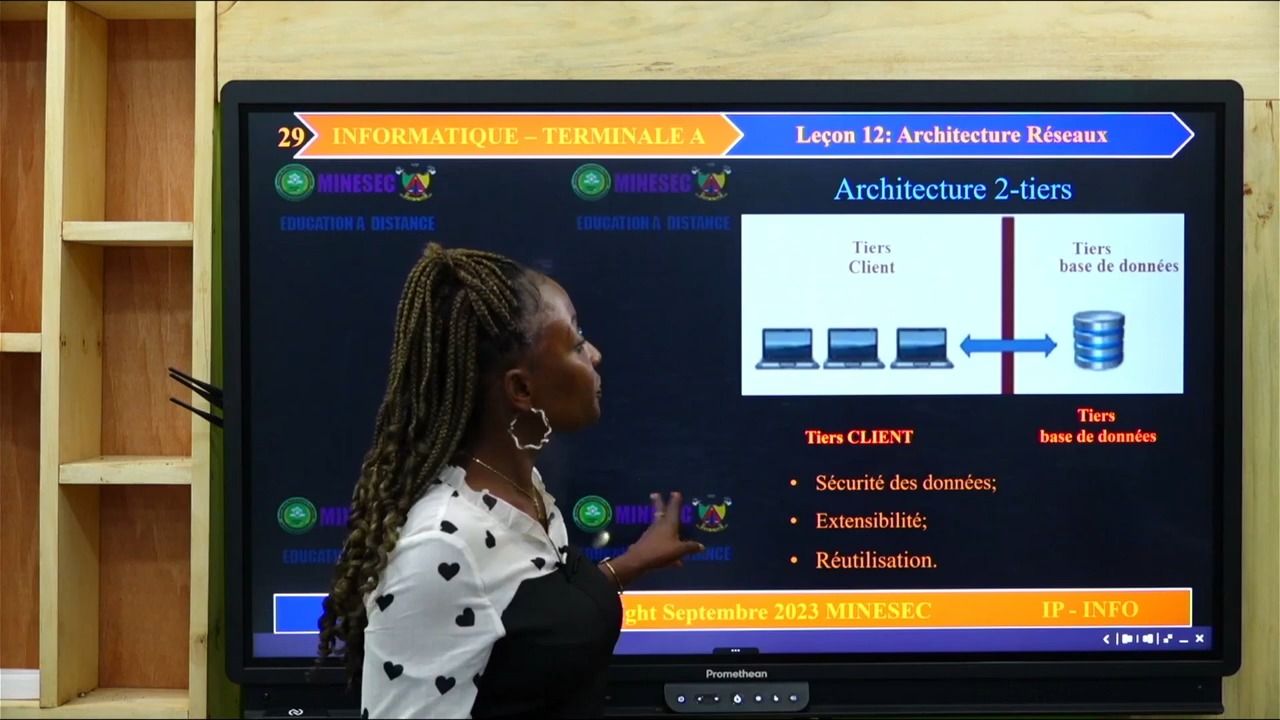 29 INFORMATIQUE – TERMINALE A
Leçon 12: Architecture Réseaux
MINESEC
EDUCATION A DISTANCE
MINESEC
EDUCATION A DISTANCE
Architecture 2-tiers
Tiers
Client
Tiers
base de données
Tiers CLIENT
Tiers
base de données
• Sécurité des données;
• Extensibilité;
• Réutilisation.
Septembre 2023 MINESEC
IP - INFO
Promethean